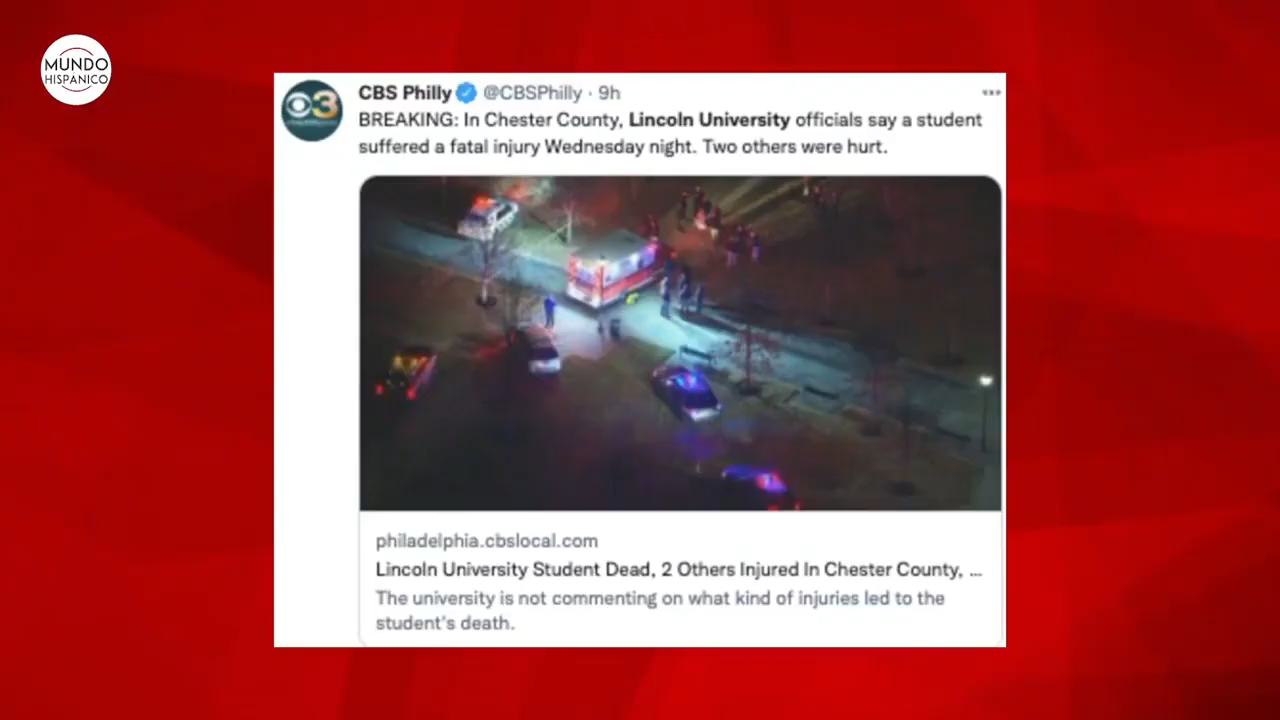 MUNDO
HISPANICO
CBS Philly @CBSPhilly · 9h
BREAKING: In Chester County, Lincoln University officials say a student
suffered a fatal injury Wednesday night. Two others were hurt.
3
philadelphia.cbslocal.com
Lincoln University Student Dead, 2 Others Injured In Chester County, ...
The university is not commenting on what kind of injuries led to the
student's death.